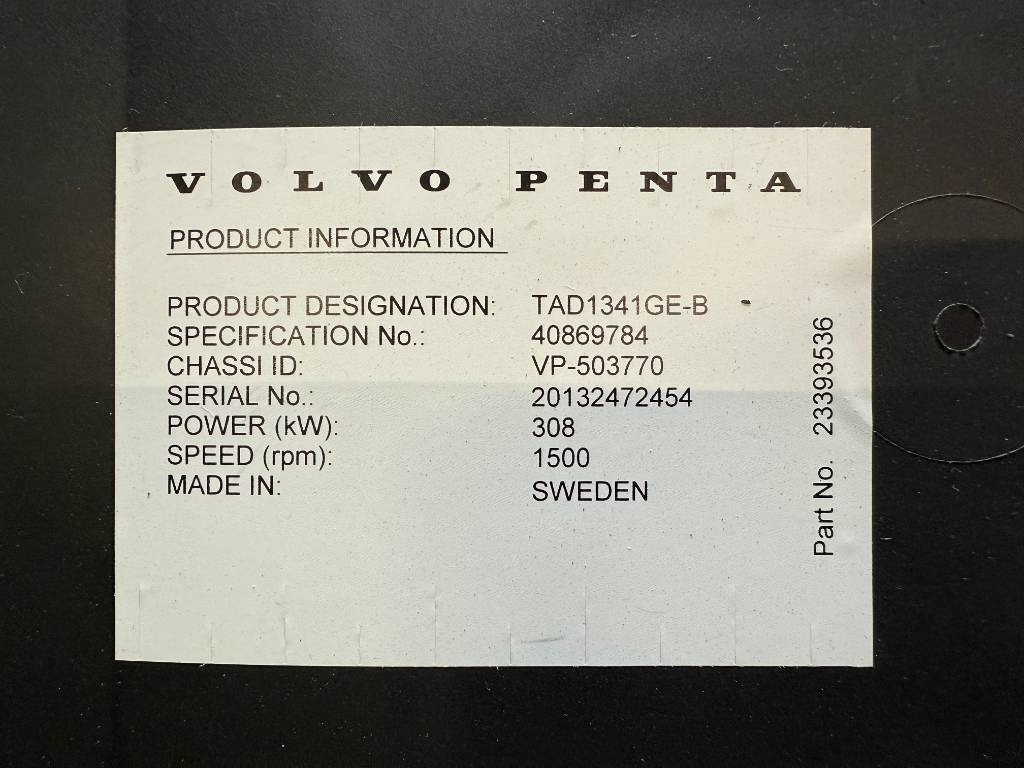 VOLVO PENTA
PRODUCT INFORMATION
PRODUCT DESIGNATION: TAD1341GE-B
SPECIFICATION No.: 40869784
CHASSI ID: VP-503770
SERIAL No.: 20132472454
POWER (kW): 308
SPEED (rpm): 1500
MADE IN: SWEDEN
Part No. 23393536